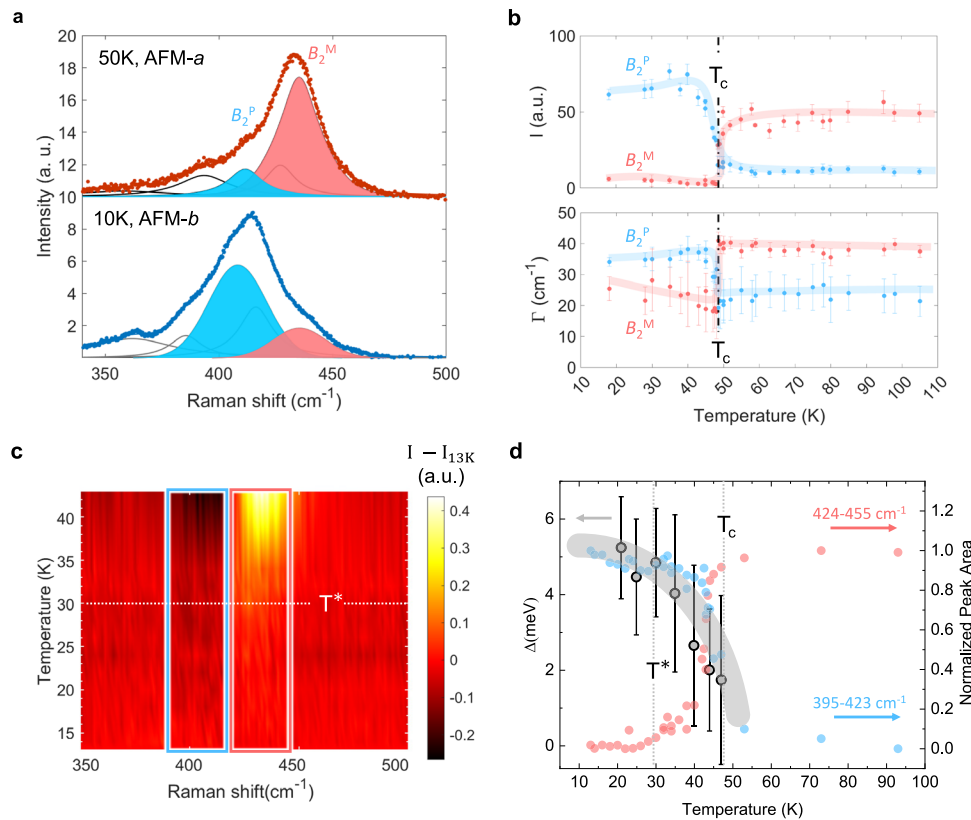 a
50K, AFM-a
B₂ᴹ
B₂ᴾ
10K, AFM-b
Intensity (a. u.)
20
18
16
14
12
10
8
6
4
2
350
400
450
500
Raman shift (cm⁻¹)
b
B₂ᴾ
T_c
B₂ᴹ
I (a.u.)
100
50
0
B₂ᴾ
B₂ᴹ
T_c
Γ (cm⁻¹)
50
40
30
20
10
0
10 20 30 40 50 60 70 80 90 100 110
Temperature (K)
c
I − I₁₃K
(a.u.)
T*
Temperature (K)
40
35
30
25
20
15
350 400 450 500
Raman shift(cm⁻¹)
0.4
0.3
0.2
0.1
0
-0.1
-0.2
d
T_c
424-455 cm⁻¹
T*
395-423 cm⁻¹
Δ(meV)
6
4
2
0
Normalized Peak Area
1.2
1.0
0.8
0.6
0.4
0.2
0.0
10 20 30 40 50 60 70 80 90 100
Temperature (K)